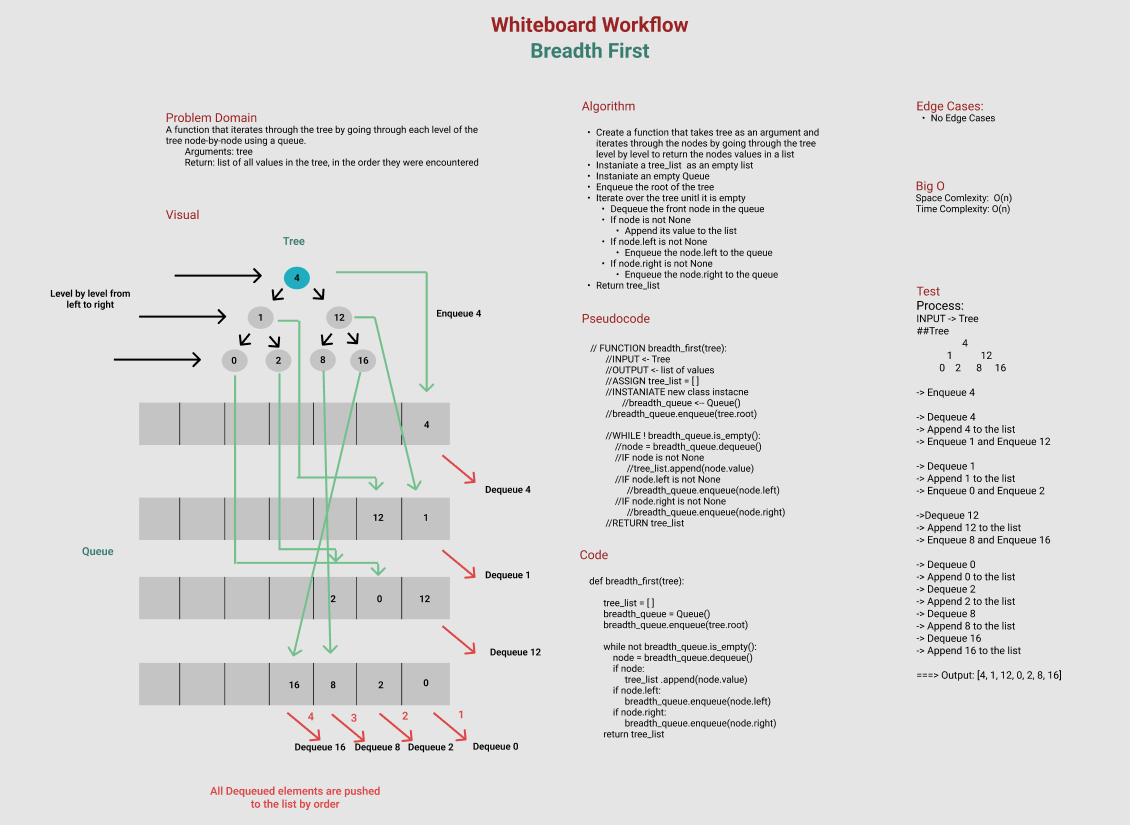 Whiteboard Workflow
Breadth First
Problem Domain
A function that iterates through the tree by going through each level of the
tree node-by-node using a queue.
Arguments: tree
Return: list of all values in the tree, in the order they were encountered
Visual
Tree
4
Level by level from
left to right
1
12
Enqueue 4
0
2
8
16
4
Dequeue 4
12
1
Queue
Dequeue 1
2
0
12
Dequeue 12
16
8
2
0
4
3
2
1
Dequeue 16
Dequeue 8
Dequeue 2
Dequeue 0
All Dequeued elements are pushed
to the list by order
Algorithm
• Create a function that takes tree as an argument and
iterates through the nodes by going through the tree
level by level to return the nodes values in a list
• Instaniate a tree_list as an empty list
• Instaniate an empty Queue
• Enqueue the root of the tree
• Iterate over the tree unitl it is empty
• Dequeue the front node in the queue
• If node is not None
• Append its value to the list
• If node.left is not None
• Enqueue the node.left to the queue
• If node.right is not None
• Enqueue the node.right to the queue
• Return tree_list
Pseudocode
// FUNCTION breadth_first(tree):
//INPUT <- Tree
//OUTPUT <- list of values
//ASSIGN tree_list = [ ]
//INSTANIATE new class instacne
//breadth_queue <-- Queue()
//breadth_queue.enqueue(tree.root)
//WHILE ! breadth_queue.is_empty():
//node = breadth_queue.dequeue()
//IF node is not None
//tree_list.append(node.value)
//IF node.left is not None
//breadth_queue.enqueue(node.left)
//IF node.right is not None
//breadth_queue.enqueue(node.right)
//RETURN tree_list
Code
def breadth_first(tree):
tree_list = [ ]
breadth_queue = Queue()
breadth_queue.enqueue(tree.root)
while not breadth_queue.is_empty():
node = breadth_queue.dequeue()
if node:
tree_list .append(node.value)
if node.left:
breadth_queue.enqueue(node.left)
if node.right:
breadth_queue.enqueue(node.right)
return tree_list
Edge Cases:
• No Edge Cases
Big O
Space Comlexity: O(n)
Time Complexity: O(n)
Test
Process:
INPUT -> Tree
##Tree
4
1 12
0 2 8 16
-> Enqueue 4
-> Dequeue 4
-> Append 4 to the list
-> Enqueue 1 and Enqueue 12
-> Dequeue 1
-> Append 1 to the list
-> Enqueue 0 and Enqueue 2
->Dequeue 12
-> Append 12 to the list
-> Enqueue 8 and Enqueue 16
-> Dequeue 0
-> Append 0 to the list
-> Dequeue 2
-> Append 2 to the list
-> Dequeue 8
-> Append 8 to the list
-> Dequeue 16
-> Append 16 to the list
===> Output: [4, 1, 12, 0, 2, 8, 16]